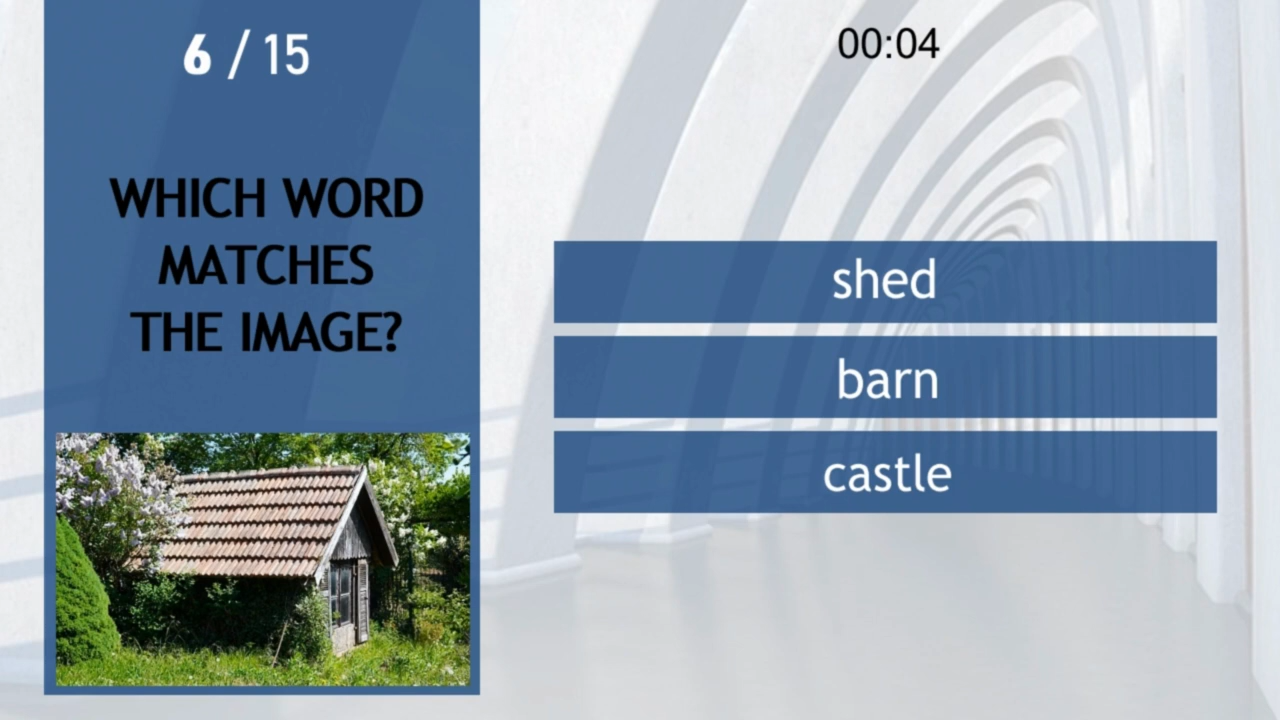 6 / 15
00:04
WHICH WORD
MATCHES
THE IMAGE?
shed
barn
castle